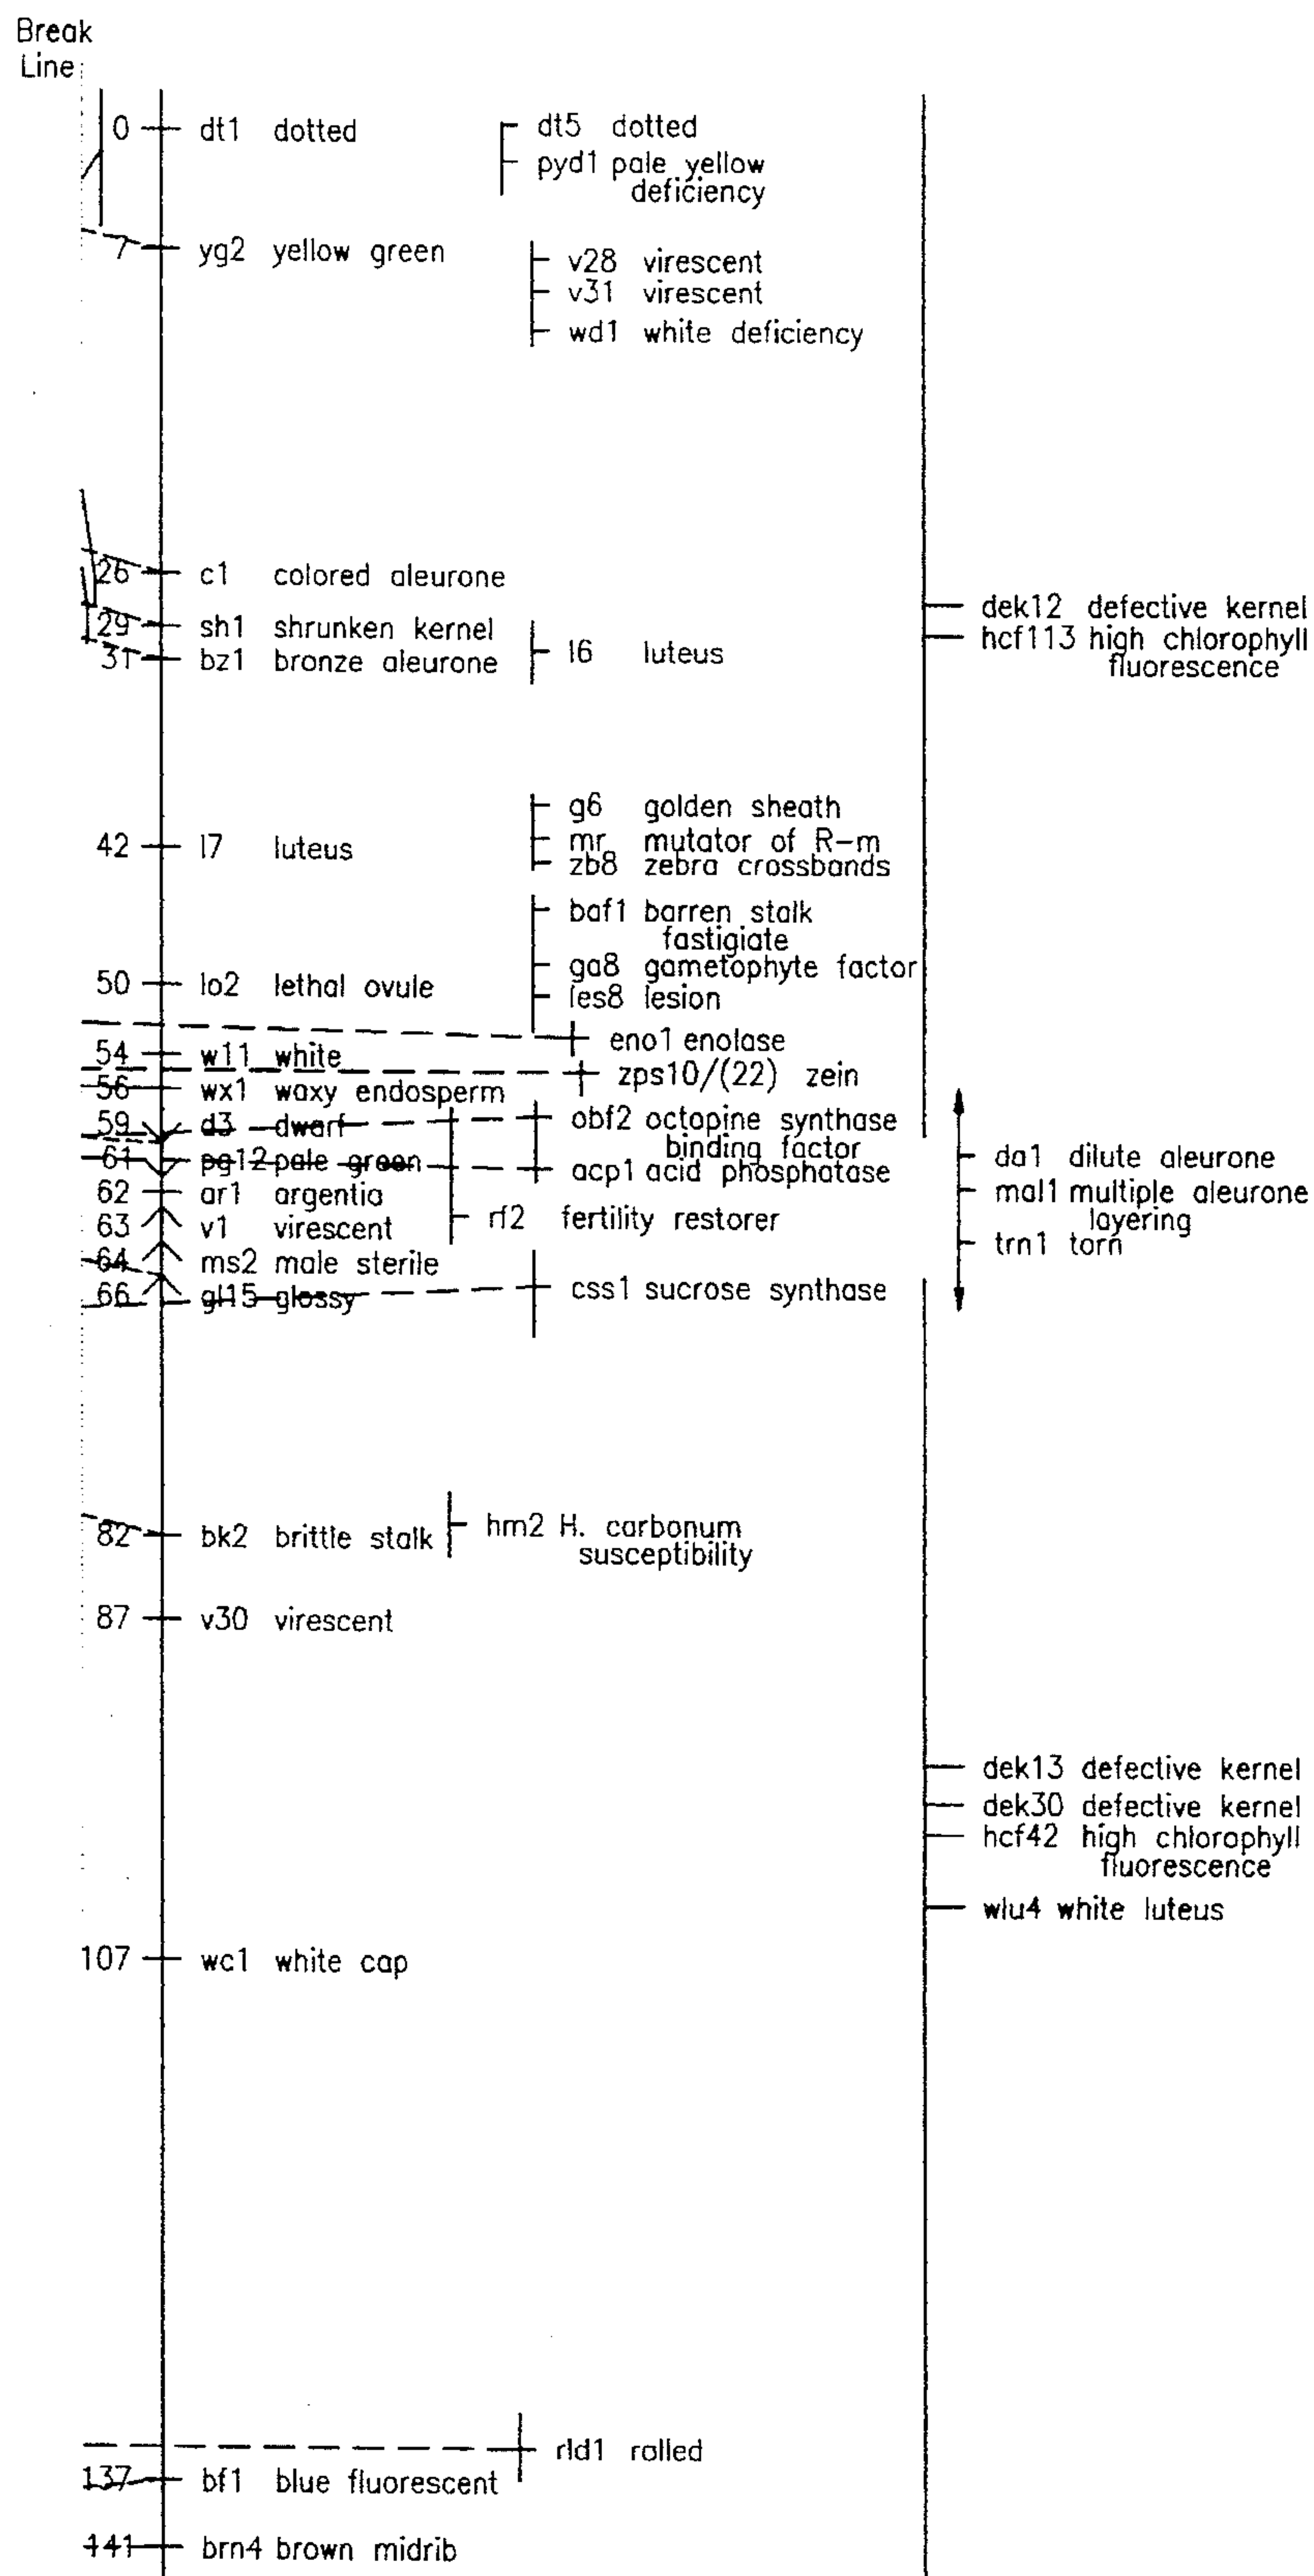 Break
Line
0 dt1 dotted
dt5 dotted
pyd1 pale yellow
deficiency
7 yg2 yellow green
v28 virescent
v31 virescent
wd1 white deficiency
26 c1 colored aleurone
dek12 defective kernel
29 sh1 shrunken kernel
hcf113 high chlorophyll
fluorescence
31 bz1 bronze aleurone
l6 luteus
g6 golden sheath
42 l7 luteus
mr mutator of R-m
zb8 zebra crossbands
baf1 barren stalk
fastigiate
ga8 gametophyte factor
50 lo2 lethal ovule
les8 lesion
eno1 enolase
54 w11 white
zps10/(22) zein
56 wx1 waxy endosperm
59 d3 dwarf
obf2 octopine synthase
binding factor
da1 dilute aleurone
61 pg12 pale green
acp1 acid phosphatase
62 ar1 argentia
mal1 multiple aleurone
layering
63 v1 virescent
rf2 fertility restorer
trn1 torn
64 ms2 male sterile
66 gl15 glossy
css1 sucrose synthase
82 bk2 brittle stalk
hm2 H. carbonum
susceptibility
87 v30 virescent
dek13 defective kernel
dek30 defective kernel
hcf42 high chlorophyll
fluorescence
wlu4 white luteus
107 wc1 white cap
rld1 rolled
137 bf1 blue fluorescent
141 brn4 brown midrib